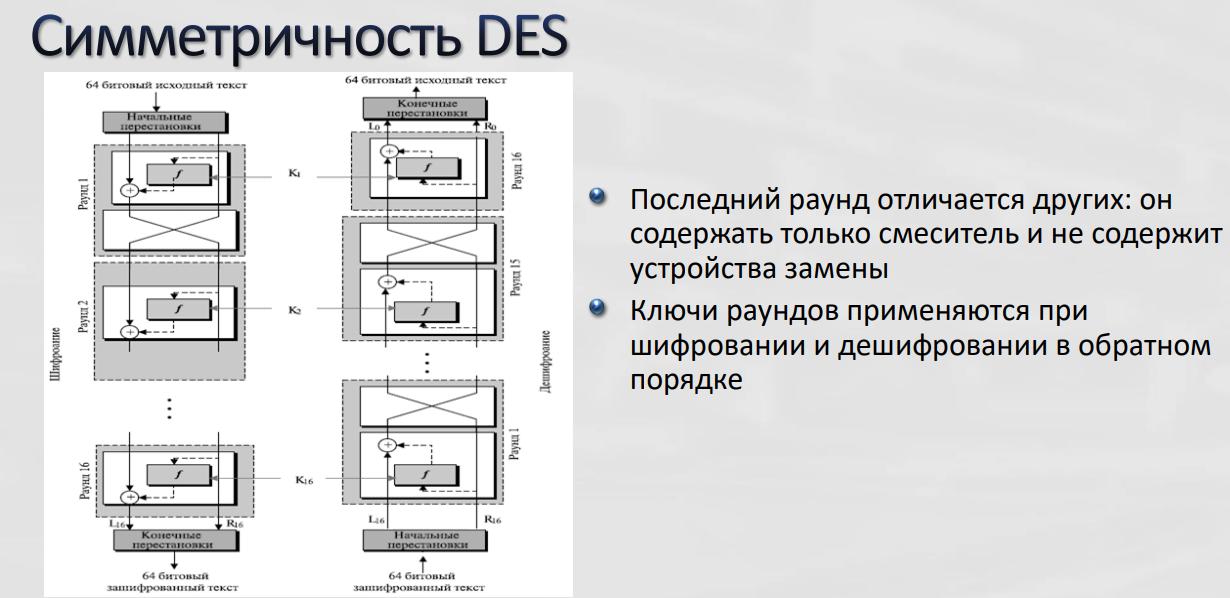 Симметричность DES
64 битовый исходный текст
Начальные
перестановки
Раунд 1
f
K1
Раунд 2
f
K2
Шифроание
Раунд 16
f
K16
L16
R16
Конечные
перестановки
64 битовый
зашифрованный текст
64 битовый исходный текст
Конечные
перестановки
L0
R0
f
Раунд 16
Раунд 15
f
Дешифроание
Раунд 1
f
L16
R16
Начальные
перестановки
64 битовый
зашифрованный текст
Последний раунд отличается других: он
содержать только смеситель и не содержит
устройства замены
Ключи раундов применяются при
шифровании и дешифровании в обратном
порядке